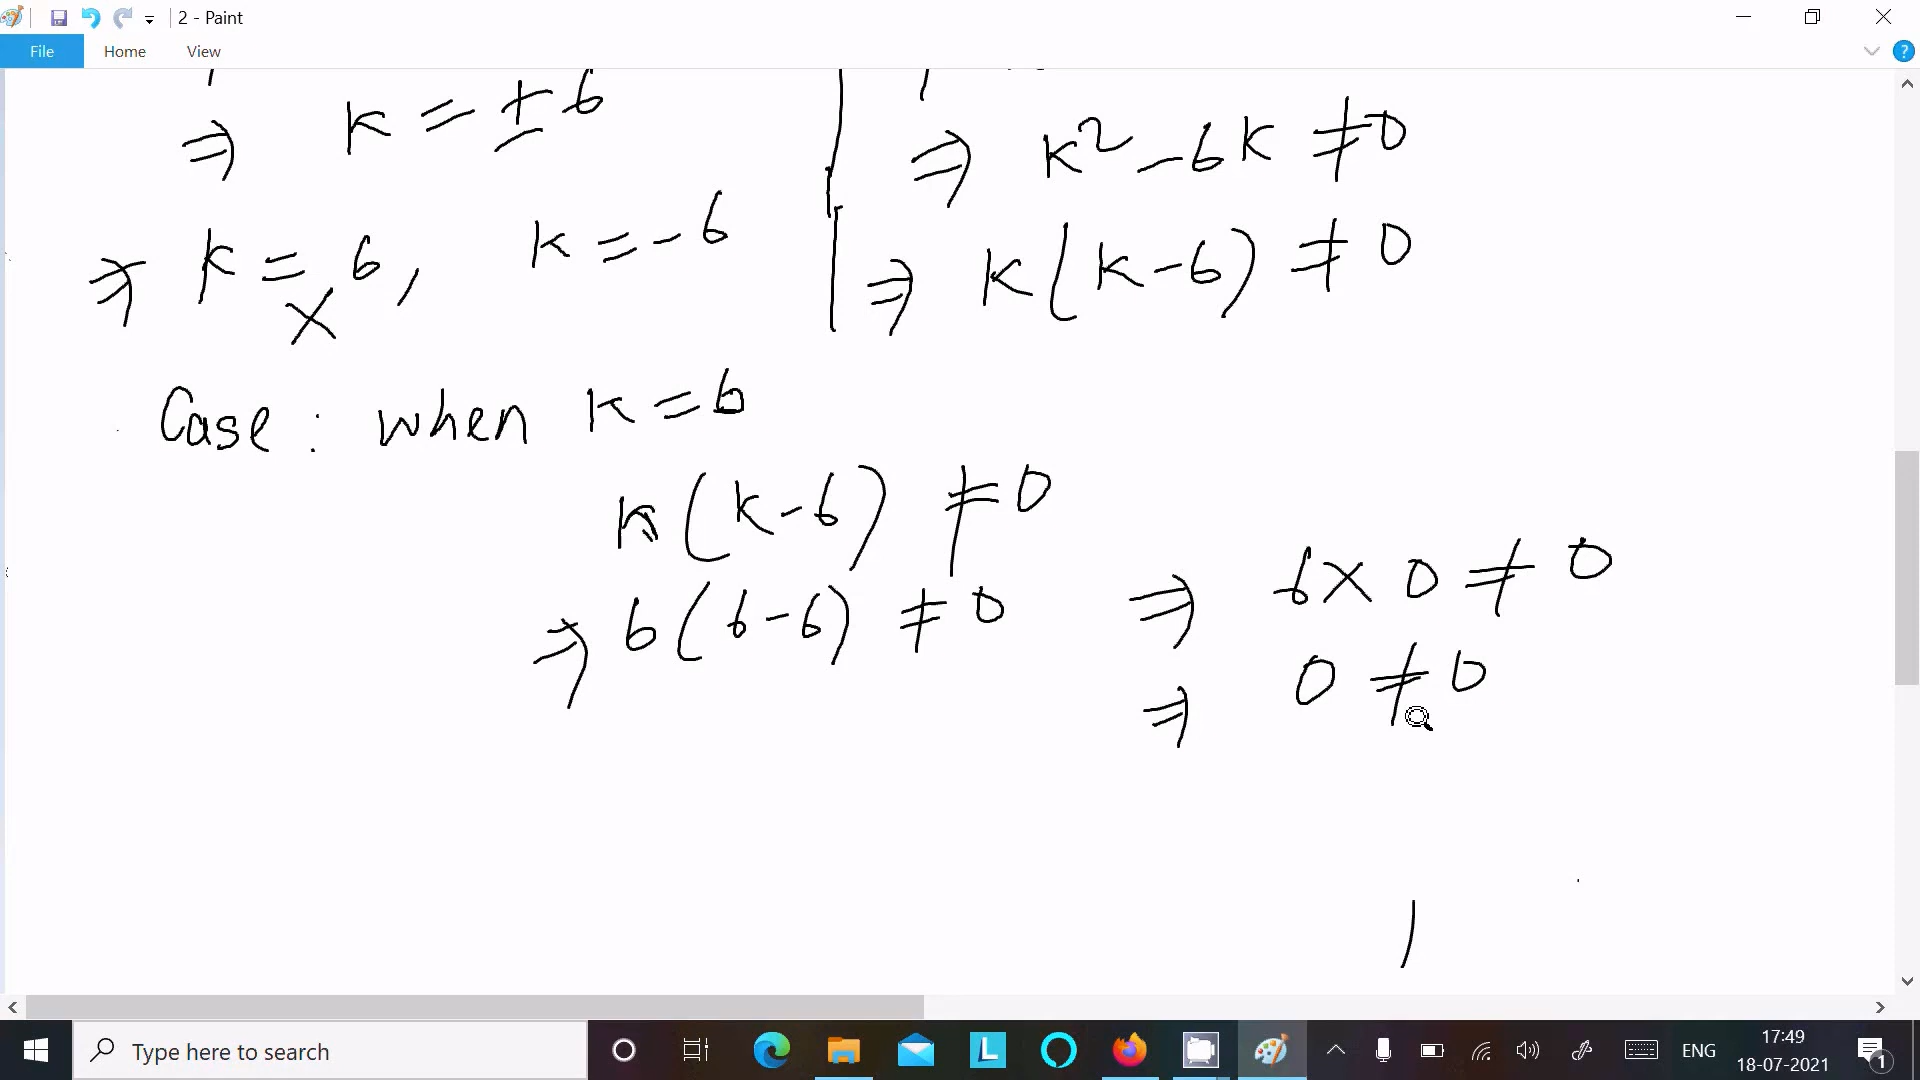 2 - Paint
File Home View
⇒ k = ± 6
⇒ k² - 6k ≠ 0
⇒ k = 6, k = -6
×
⇒ k(k-6) ≠ 0
Case: when k = 6
k(k-6) ≠ 0
⇒ 6(6-6) ≠ 0 ⇒ 6 × 0 ≠ 0
⇒ 0 ≠ 0
Type here to search
L
ENG
17:49
18-07-2021
1